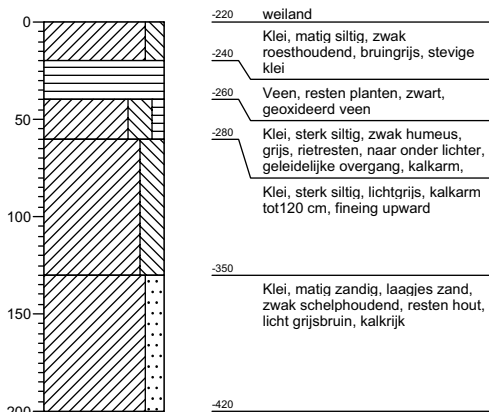 0
50
100
150
200
-220
weiland
Klei, matig siltig, zwak
roesthoudend, bruingrijs, stevige
klei
-240
Veen, resten planten, zwart,
geoxideerd veen
-260
Klei, sterk siltig, zwak humeus,
grijs, rietresten, naar onder lichter,
geleidelijke overgang, kalkarm,
-280
Klei, sterk siltig, lichtgrijs, kalkarm
tot120 cm, fineing upward
-350
Klei, matig zandig, laagjes zand,
zwak schelphoudend, resten hout,
licht grijsbruin, kalkrijk
-420